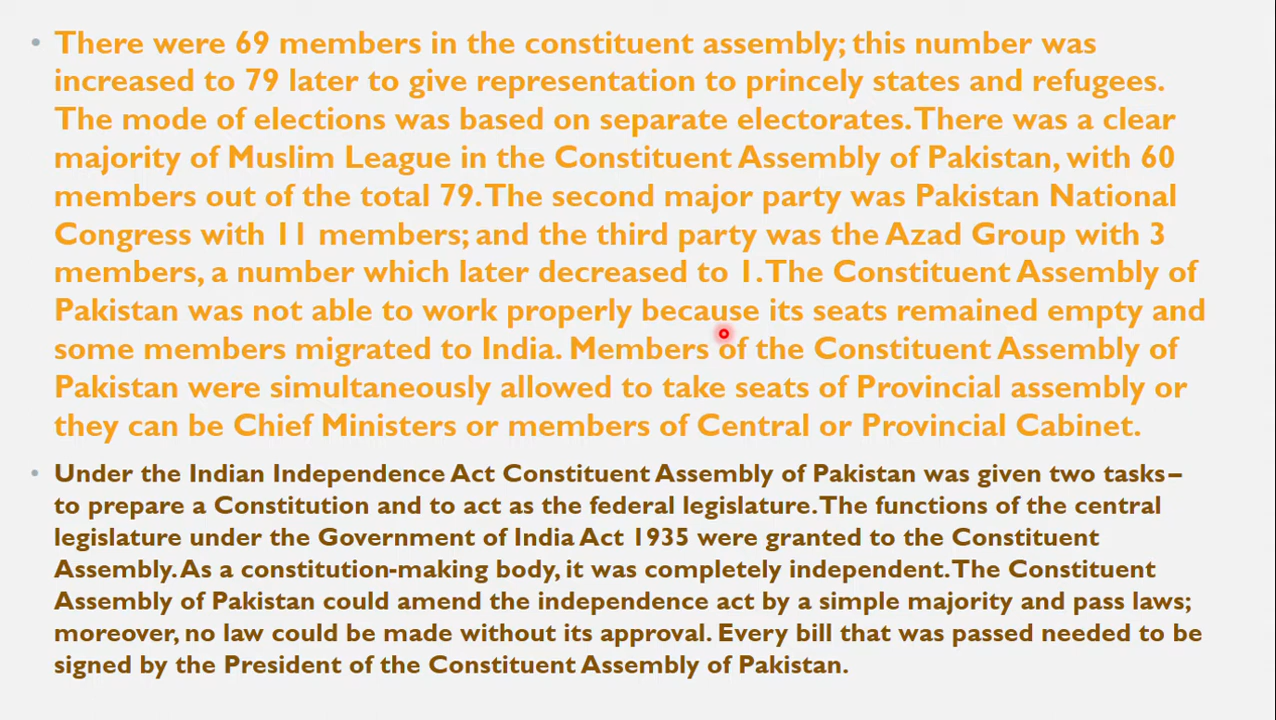 • There were 69 members in the constituent assembly; this number was
increased to 79 later to give representation to princely states and refugees.
The mode of elections was based on separate electorates. There was a clear
majority of Muslim League in the Constituent Assembly of Pakistan, with 60
members out of the total 79. The second major party was Pakistan National
Congress with 11 members; and the third party was the Azad Group with 3
members, a number which later decreased to 1. The Constituent Assembly of
Pakistan was not able to work properly because its seats remained empty and
some members migrated to India. Members of the Constituent Assembly of
Pakistan were simultaneously allowed to take seats of Provincial assembly or
they can be Chief Ministers or members of Central or Provincial Cabinet.
• Under the Indian Independence Act Constituent Assembly of Pakistan was given two tasks–
to prepare a Constitution and to act as the federal legislature. The functions of the central
legislature under the Government of India Act 1935 were granted to the Constituent
Assembly. As a constitution-making body, it was completely independent. The Constituent
Assembly of Pakistan could amend the independence act by a simple majority and pass laws;
moreover, no law could be made without its approval. Every bill that was passed needed to be
signed by the President of the Constituent Assembly of Pakistan.